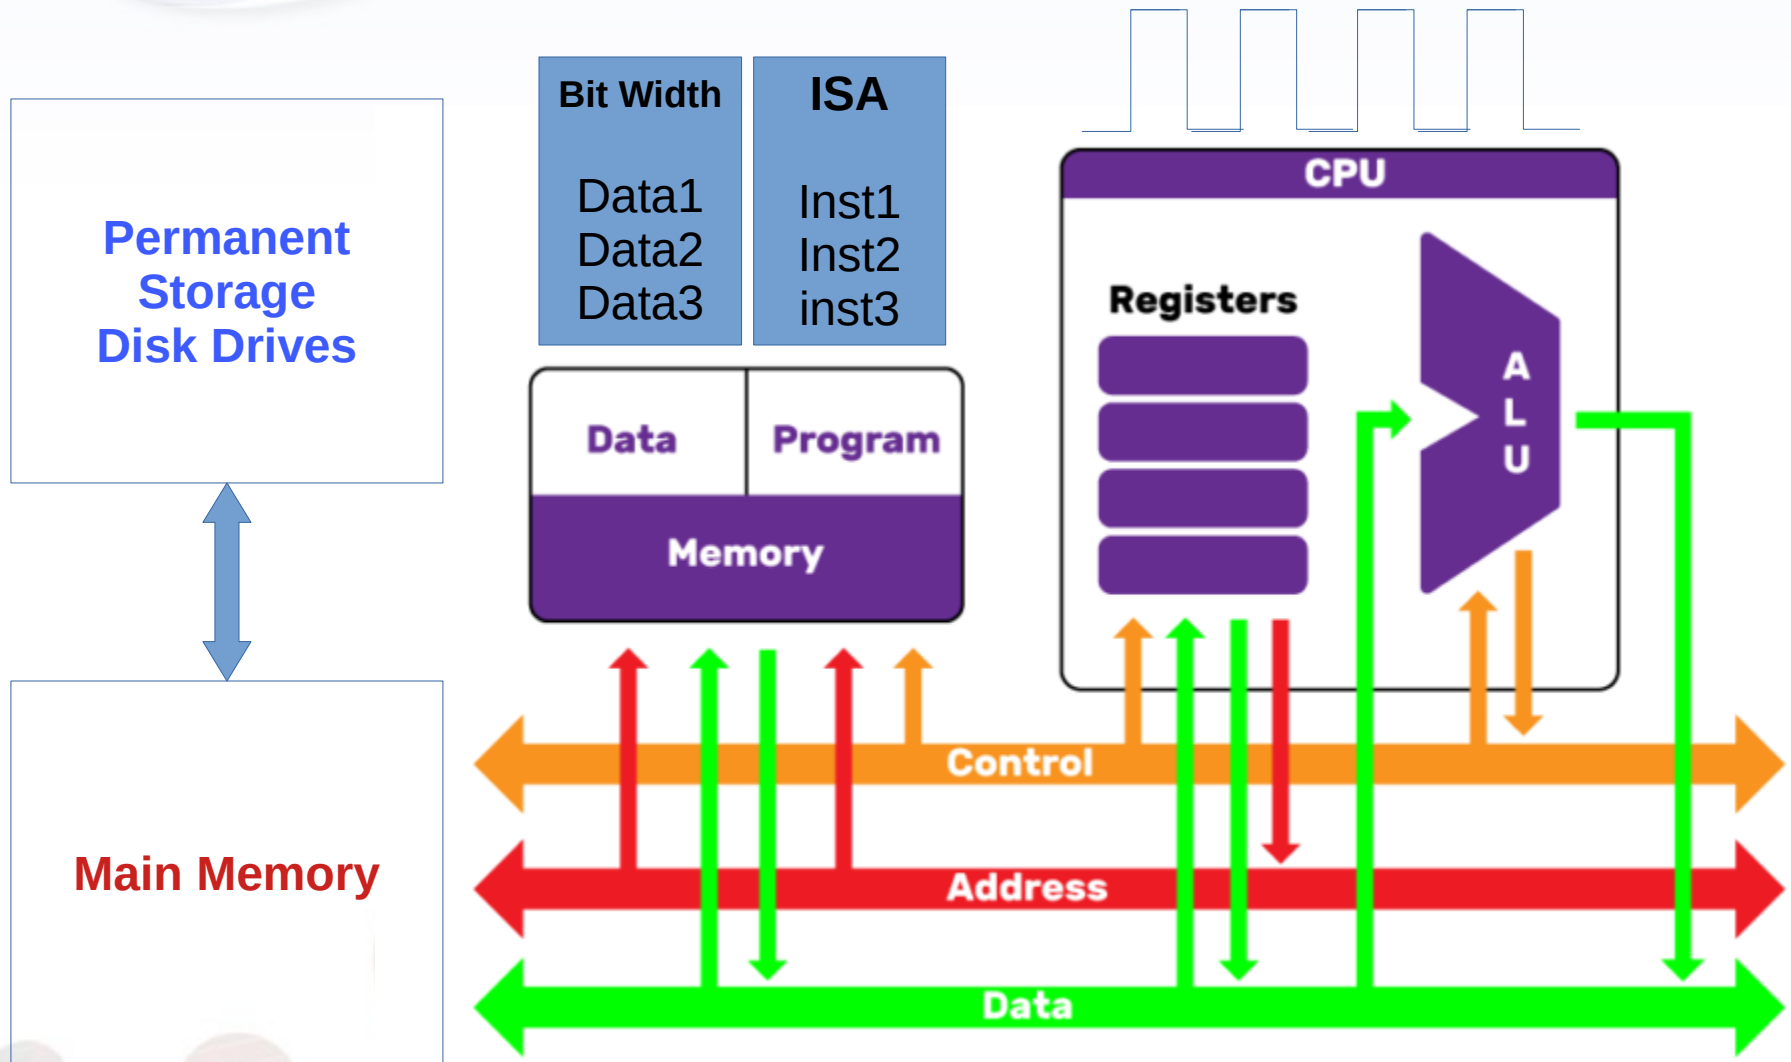 Permanent
Storage
Disk Drives
Main Memory
Bit Width
Data1
Data2
Data3
ISA
Inst1
Inst2
inst3
Data
Program
Memory
CPU
Registers
A
L
U
Control
Address
Data